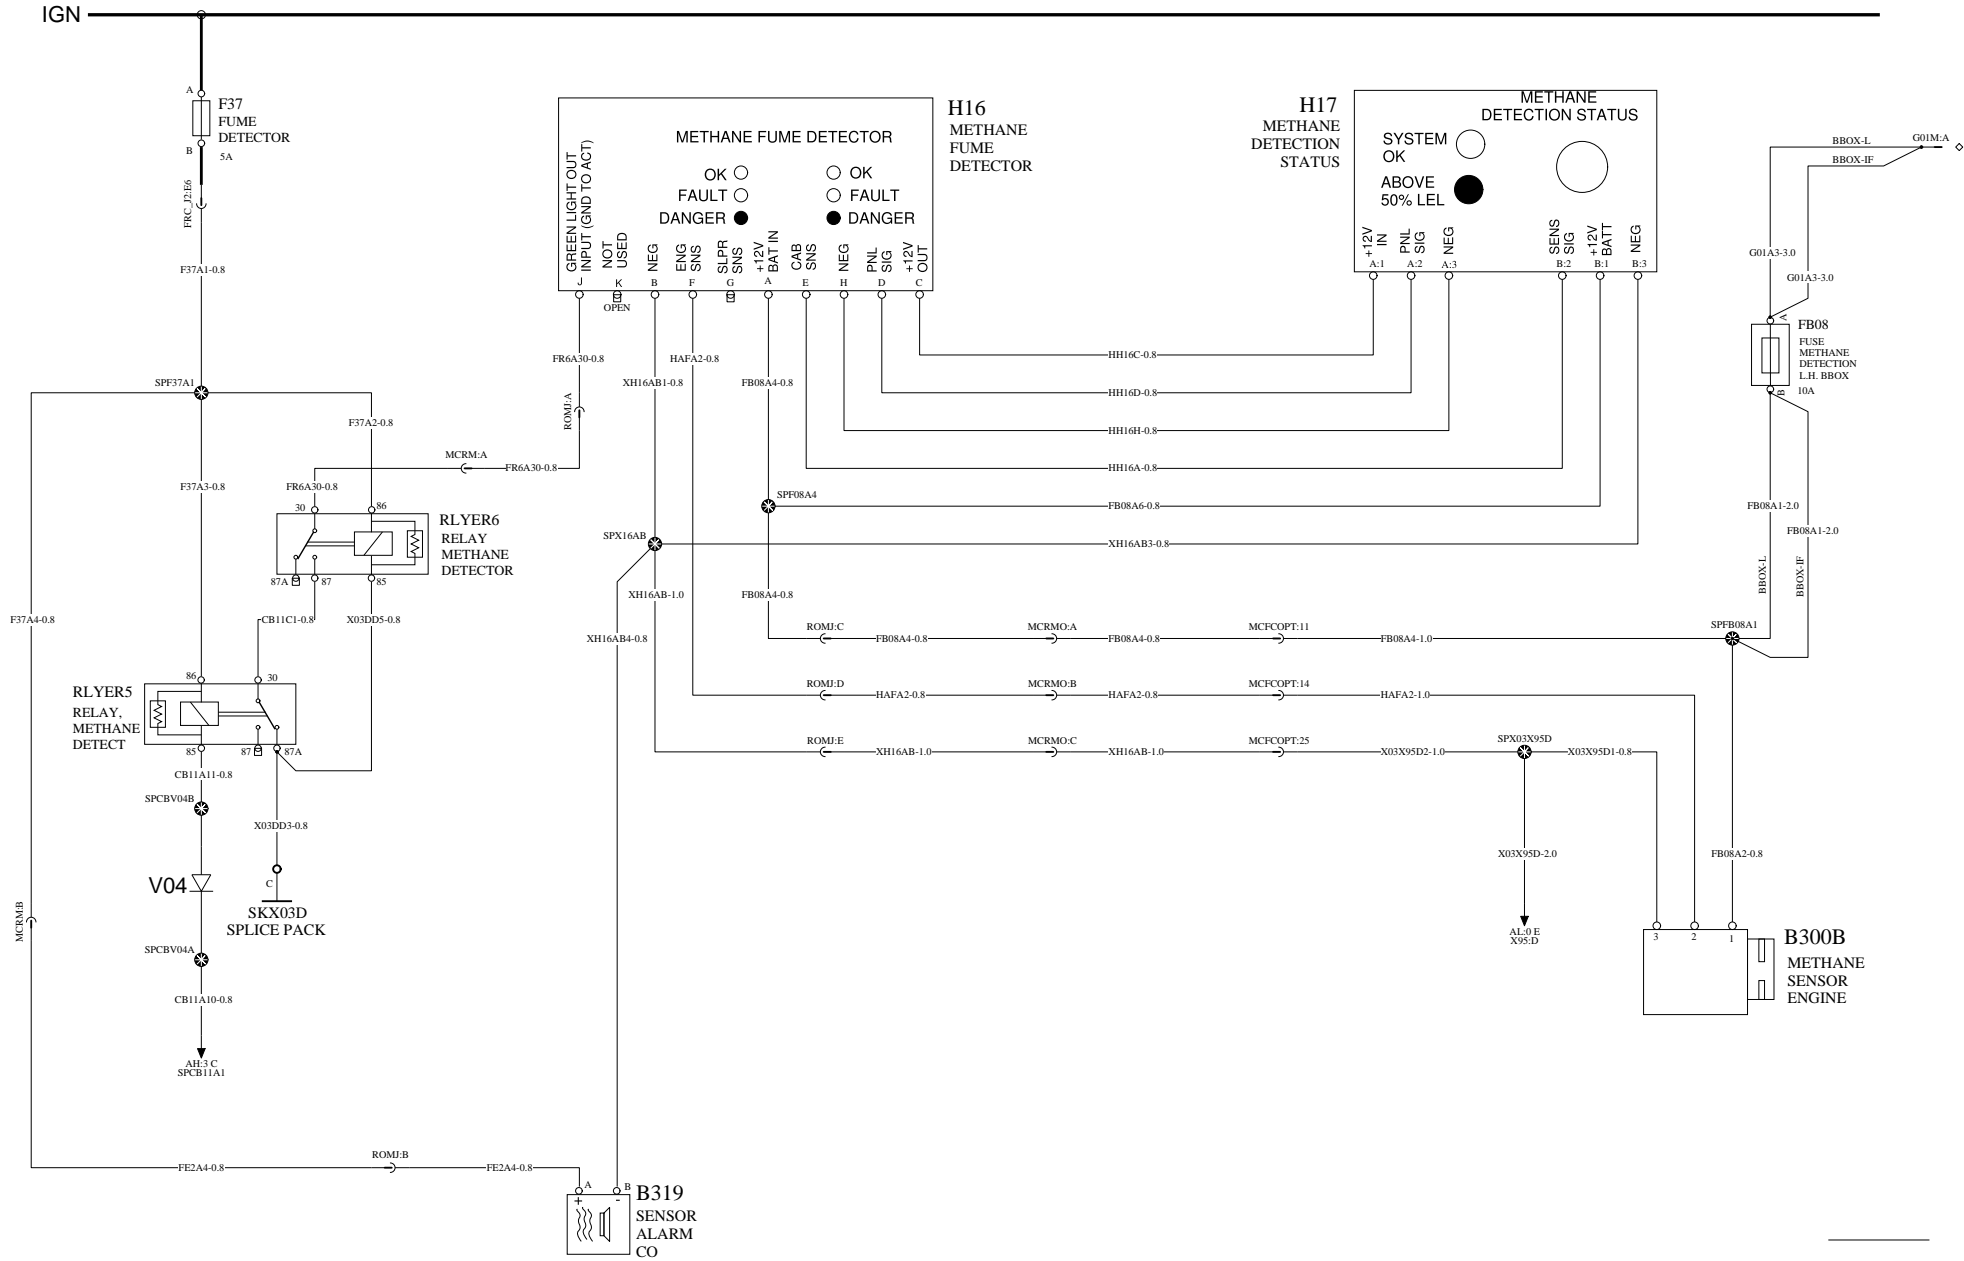 IGN
A
F37
FUME
DETECTOR
B
5A
FRC_J2:E6
F37A1-0.8
SPF37A1
F37A2-0.8
F37A3-0.8
F37A4-0.8
MCRM:A
FR6A30-0.8
FR6A30-0.8
30
86
RLYER6
RELAY
METHANE
DETECTOR
87A
87
85
CB11C1-0.8
X03DD5-0.8
86
30
RLYER5
RELAY,
METHANE
DETECT
85
87
87A
CB11A11-0.8
SPCBV04B
X03DD3-0.8
V04
C
SKX03D
SPLICE PACK
MCRM:B
SPCBV04A
CB11A10-0.8
AH:3 C
SPCB11A1
FE2A4-0.8
ROMJ:B
FE2A4-0.8
A
B
+
-
B319
SENSOR
ALARM
CO
H16
METHANE
FUME
DETECTOR
METHANE FUME DETECTOR
OK
FAULT
DANGER
OK
FAULT
DANGER
GREEN LIGHT OUT
INPUT (GND TO ACT)
NOT
USED
NEG
ENG
SNS
SLPR
SNS
+12V
BAT IN
CAB
SNS
NEG
PNL
SIG
+12V
OUT
J
K
B
F
G
A
E
H
D
C
OPEN
FR6A30-0.8
ROMJ:A
XH16AB1-0.8
HAFA2-0.8
FB08A4-0.8
H17
METHANE
DETECTION
STATUS
METHANE
DETECTION STATUS
SYSTEM
OK
ABOVE
50% LEL
+12V
IN
PNL
SIG
NEG
SENS
SIG
+12V
BATT
NEG
A:1
A:2
A:3
B:2
B:1
B:3
HH16C-0.8
HH16D-0.8
HH16H-0.8
HH16A-0.8
SPF08A4
FB08A6-0.8
SPX16AB
XH16AB3-0.8
XH16AB-1.0
FB08A4-0.8
XH16AB4-0.8
ROMJ:C
FB08A4-0.8
MCRMO:A
FB08A4-0.8
MCFCOPT:11
FB08A4-1.0
SPFB08A1
ROMJ:D
HAFA2-0.8
MCRMO:B
HAFA2-0.8
MCFCOPT:14
HAFA2-1.0
ROMJ:E
XH16AB-1.0
MCRMO:C
XH16AB-1.0
MCFCOPT:25
X03X95D2-1.0
SPX03X95D
X03X95D1-0.8
X03X95D-2.0
AL:0 E
X95:D
FB08A2-0.8
3
2
1
B300B
METHANE
SENSOR
ENGINE
BBOX-L
BBOX-IF
G01M:A
G01A3-3.0
G01A3-3.0
A
FB08
FUSE
METHANE
DETECTION
L.H. BBOX
10A
B
FB08A1-2.0
FB08A1-2.0
BBOX-L
BBOX-IF